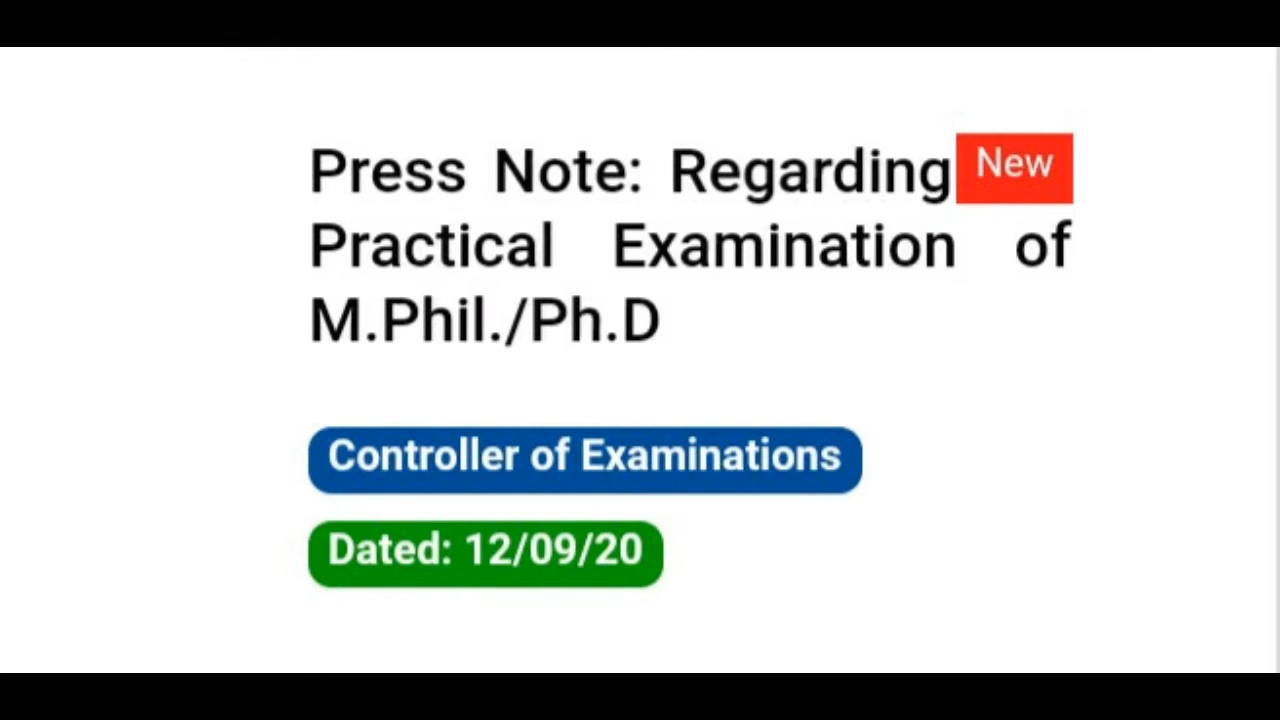 Press Note: Regarding New
Practical Examination of
M.Phil./Ph.D
Controller of Examinations
Dated: 12/09/20